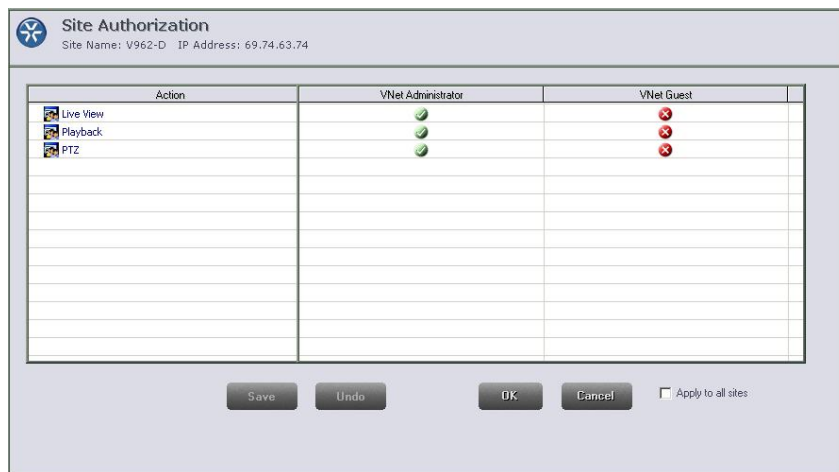 Site Authorization
Site Name: V962-D IP Address: 69.74.63.74
Action VNet Administrator VNet Guest
Live View
Playback
PTZ
Save Undo OK Cancel Apply to all sites